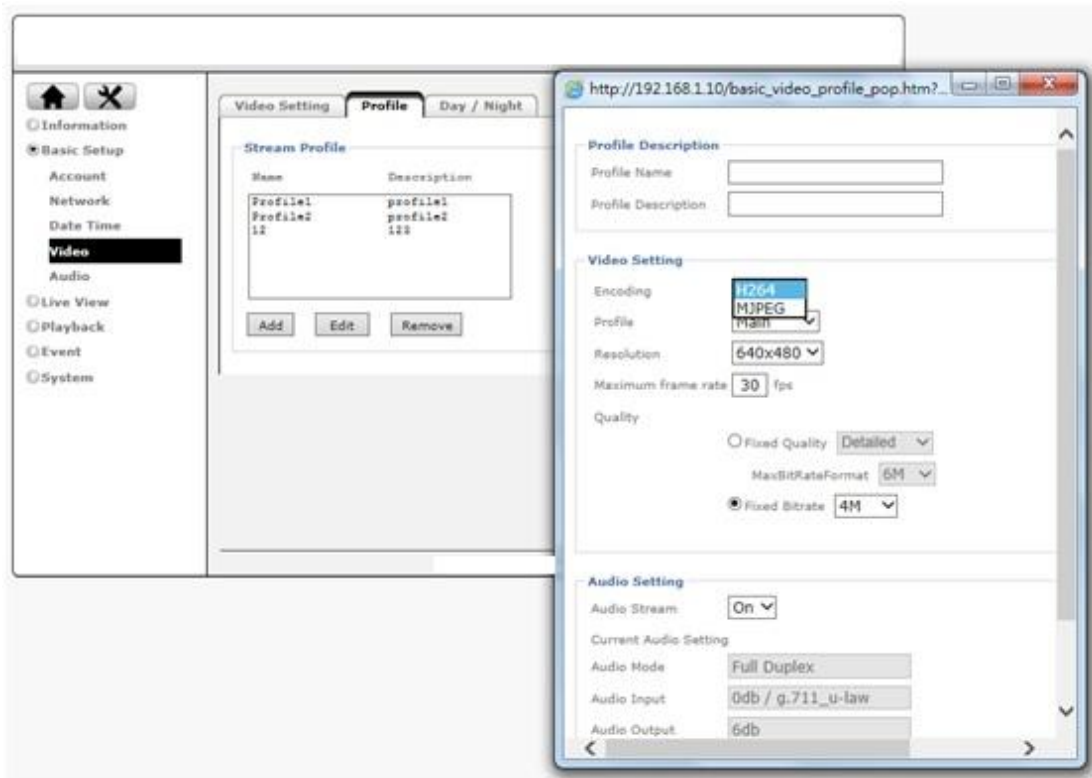 Information
Basic Setup
Account
Network
Date Time
Video
Audio
Live View
Playback
Event
System
Video Setting
Profile
Day / Night
Stream Profile
Name Description
Profile1 profile1
Profile2 profile2
12 123
Add Edit Remove
http://192.168.1.10/basic_video_profile_pop.htm?...
Profile Description
Profile Name
Profile Description
Video Setting
Encoding H264
MJPEG
Profile Main
Resolution 640x480
Maximum frame rate 30 fps
Quality
Fixed Quality Detailed
MaxBitRateFormat 6M
Fixed Bitrate 4M
Audio Setting
Audio Stream On
Current Audio Setting
Audio Mode Full Duplex
Audio Input 0db / g.711_u-law
Audio Output 6db